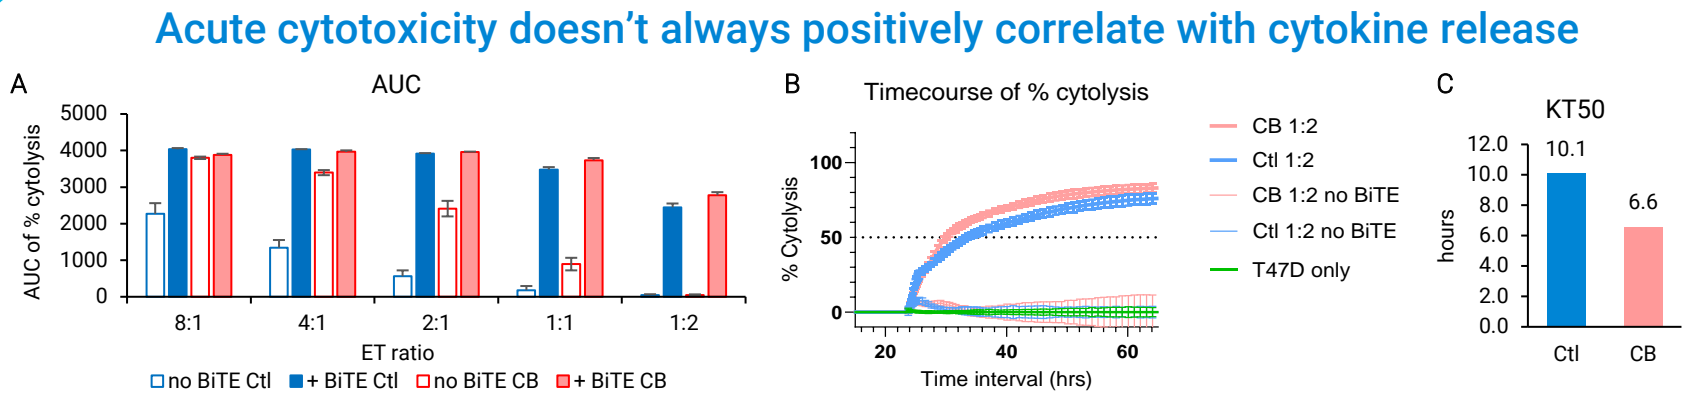 Acute cytotoxicity doesn’t always positively correlate with cytokine release
A
AUC
AUC of % cytolysis
5000
4000
3000
2000
1000
0
8:1
4:1
2:1
1:1
1:2
ET ratio
no BiTE Ctl
+ BiTE Ctl
no BiTE CB
+ BiTE CB
B
Timecourse of % cytolysis
% Cytolysis
100
50
0
20
40
60
Time interval (hrs)
CB 1:2
Ctl 1:2
CB 1:2 no BiTE
Ctl 1:2 no BiTE
T47D only
C
KT50
hours
12.0
10.0
8.0
6.0
4.0
2.0
0.0
10.1
6.6
Ctl
CB